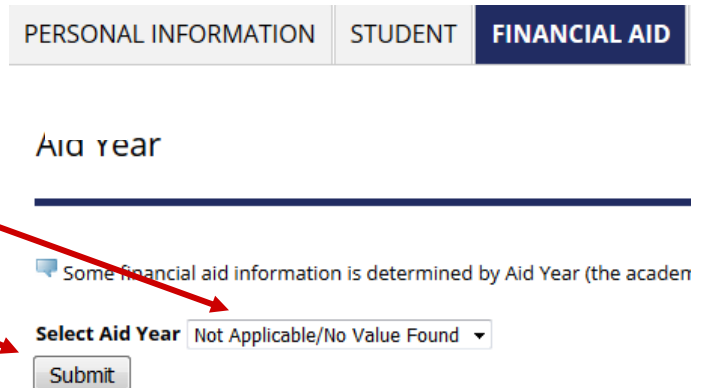 PERSONAL INFORMATION STUDENT FINANCIAL AID
Aid Year
Some financial aid information is determined by Aid Year (the academ
Select Aid Year Not Applicable/No Value Found
Submit